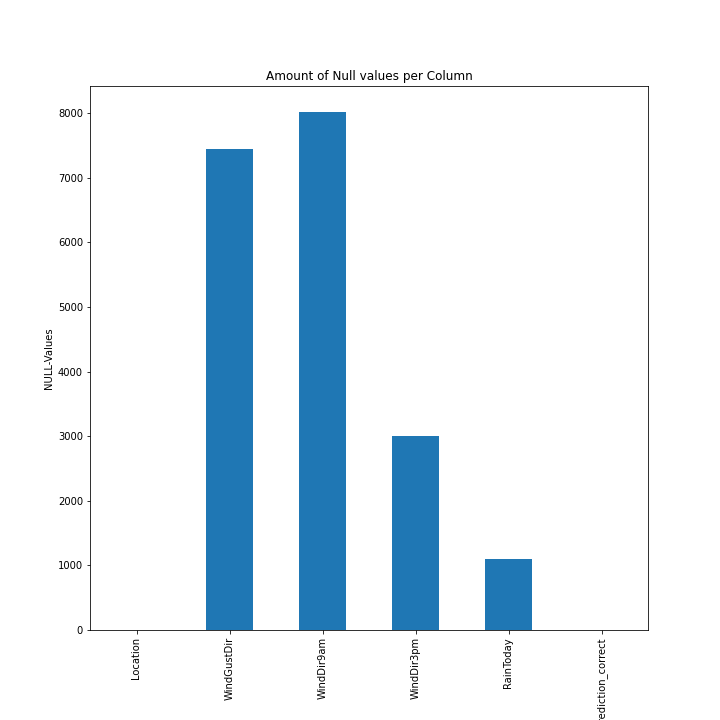 Amount of Null values per Column
NULL-Values
8000
7000
6000
5000
4000
3000
2000
1000
0
Location
WindGustDir
WindDir9am
WindDir3pm
RainToday
ediction_correct